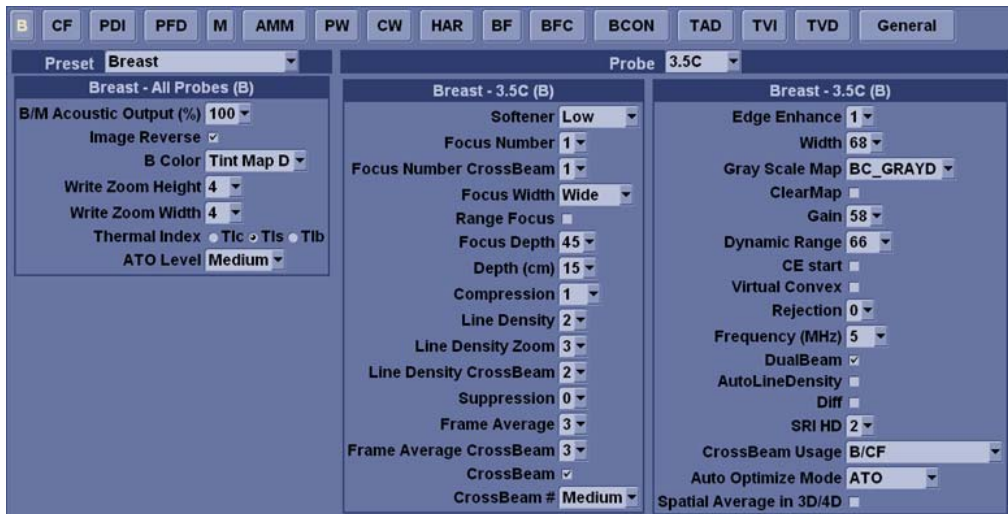 B CF PDI PFD M AMM PW CW HAR BF BFC BCON TAD TVI TVD General
Preset Breast
Probe 3.5C
Breast - All Probes (B)
B/M Acoustic Output (%) 100
Image Reverse
B Color Tint Map D
Write Zoom Height 4
Write Zoom Width 4
Thermal Index TIc TIs TIb
ATO Level Medium
Breast - 3.5C (B)
Softener Low
Focus Number 1
Focus Number CrossBeam 1
Focus Width Wide
Range Focus
Focus Depth 45
Depth (cm) 15
Compression 1
Line Density 2
Line Density Zoom 3
Line Density CrossBeam 2
Suppression 0
Frame Average 3
Frame Average CrossBeam 3
CrossBeam
CrossBeam # Medium
Breast - 3.5C (B)
Edge Enhance 1
Width 68
Gray Scale Map BC_GRAYD
ClearMap
Gain 58
Dynamic Range 66
CE start
Virtual Convex
Rejection 0
Frequency (MHz) 5
DualBeam
AutoLineDensity
Diff
SRI HD 2
CrossBeam Usage B/CF
Auto Optimize Mode ATO
Spatial Average in 3D/4D